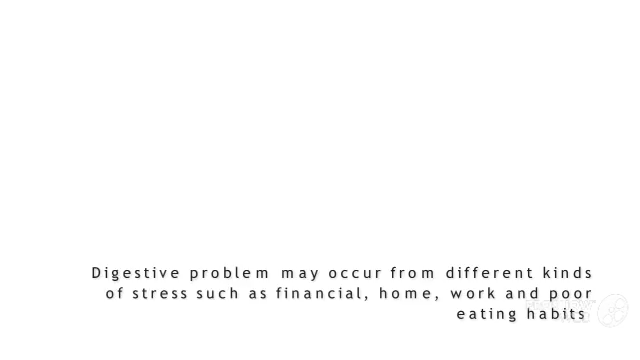 Digestive problem may occur from different kinds
of stress such as financial, home, work and poor
eating habits